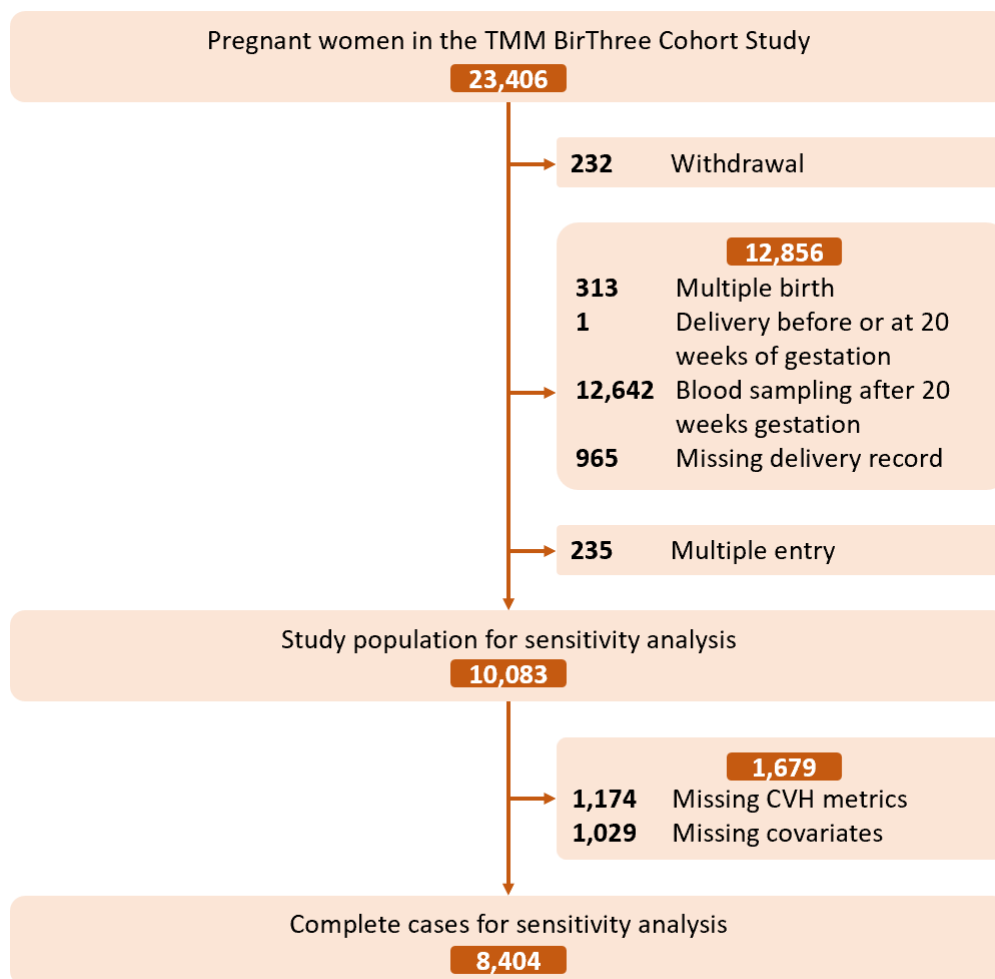 Pregnant women in the TMM BirThree Cohort Study
23,406
232 Withdrawal
12,856
313 Multiple birth
1 Delivery before or at 20
weeks of gestation
12,642 Blood sampling after 20
weeks gestation
965 Missing delivery record
235 Multiple entry
Study population for sensitivity analysis
10,083
1,679
1,174 Missing CVH metrics
1,029 Missing covariates
Complete cases for sensitivity analysis
8,404